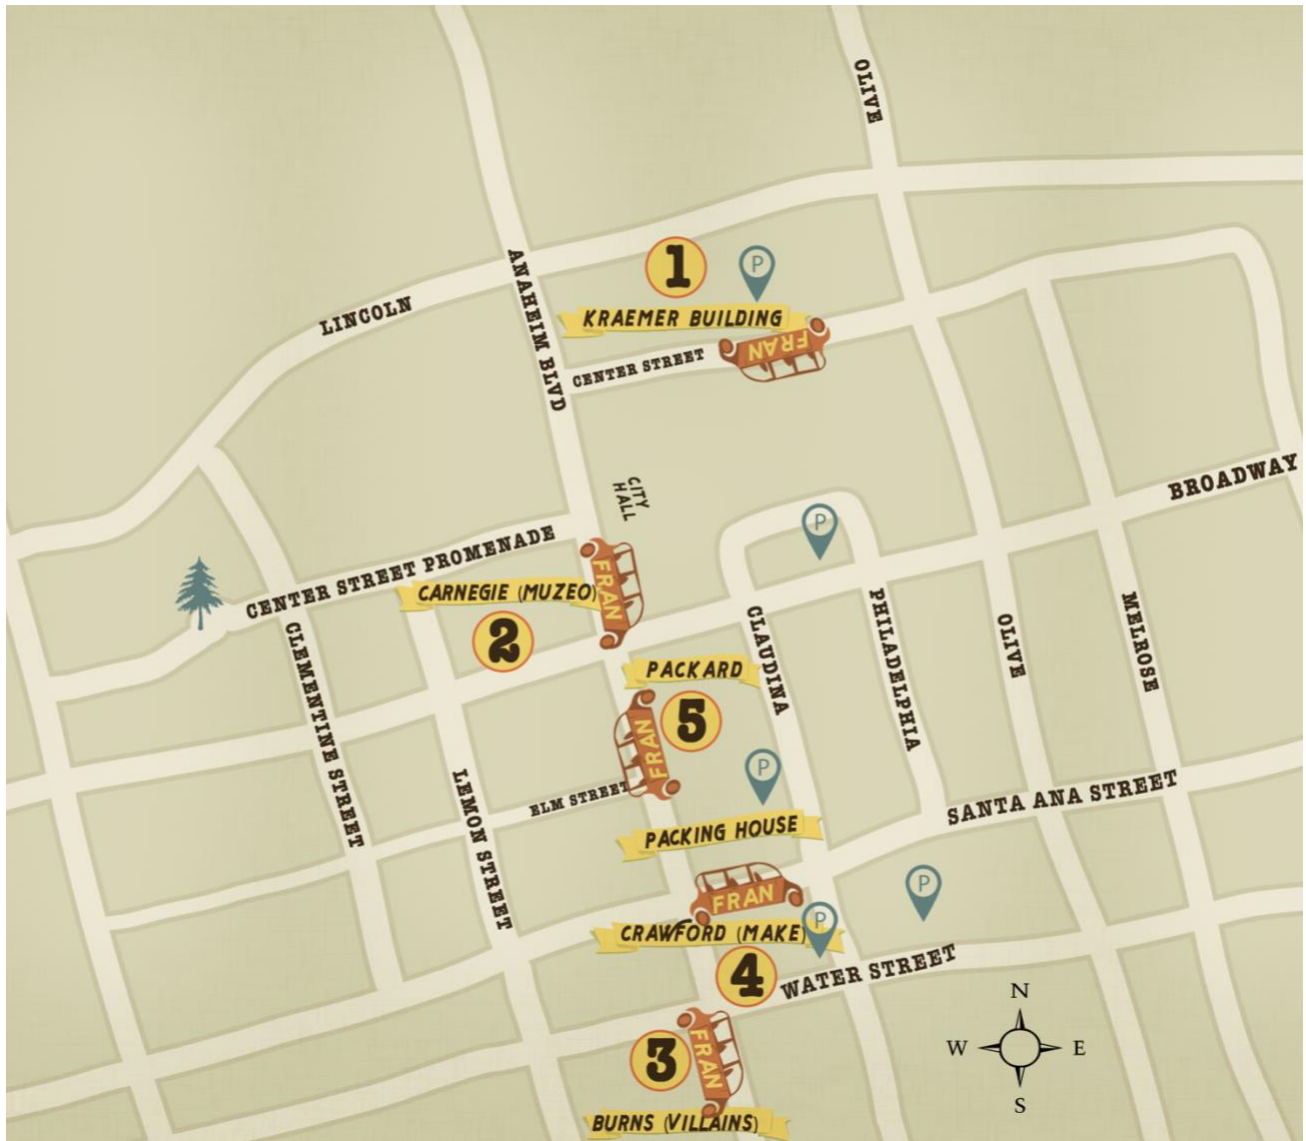 OLIVE
1
P
KRAEMER BUILDING
LINCOLN
ANAHEIM BLVD
CENTER STREET
FRAN
CITY
HALL
BROADWAY
P
CENTER STREET PROMENADE
FRAN
CARNEGIE (MUZEO)
2
CLEMENTINE STREET
CLAUDINA
PHILADELPHIA
OLIVE
MELROSE
PACKARD
5
FRAN
P
LEMON STREET
ELM STREET
SANTA ANA STREET
PACKING HOUSE
FRAN
P
P
CRAWFORD (MAKE)
4
WATER STREET
N
W
E
S
FRAN
3
BURNS (VILLAINS)